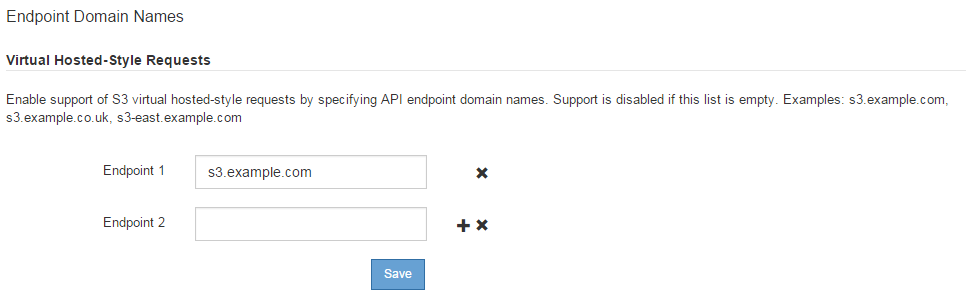 Endpoint Domain Names
Virtual Hosted-Style Requests
Enable support of S3 virtual hosted-style requests by specifying API endpoint domain names. Support is disabled if this list is empty. Examples: s3.example.com,
s3.example.co.uk, s3-east.example.com
Endpoint 1 s3.example.com
Endpoint 2
Save